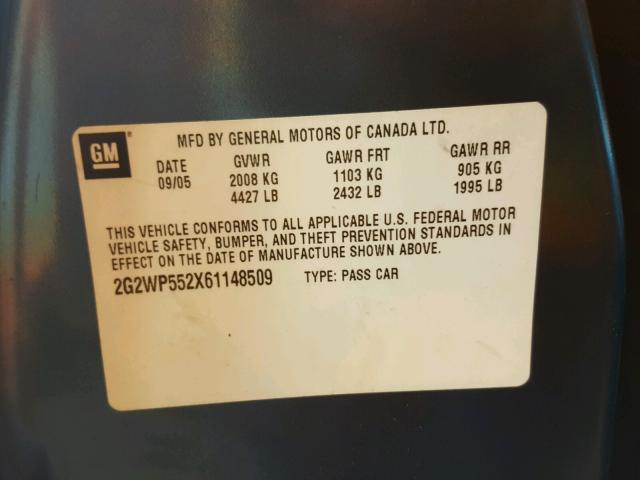 GM
MFD BY GENERAL MOTORS OF CANADA LTD.
DATE GVWR GAWR FRT GAWR RR
09/05 2008 KG 1103 KG 905 KG
4427 LB 2432 LB 1995 LB
THIS VEHICLE CONFORMS TO ALL APPLICABLE U.S. FEDERAL MOTOR
VEHICLE SAFETY, BUMPER, AND THEFT PREVENTION STANDARDS IN
EFFECT ON THE DATE OF MANUFACTURE SHOWN ABOVE.
2G2WP552X61148509 TYPE: PASS CAR